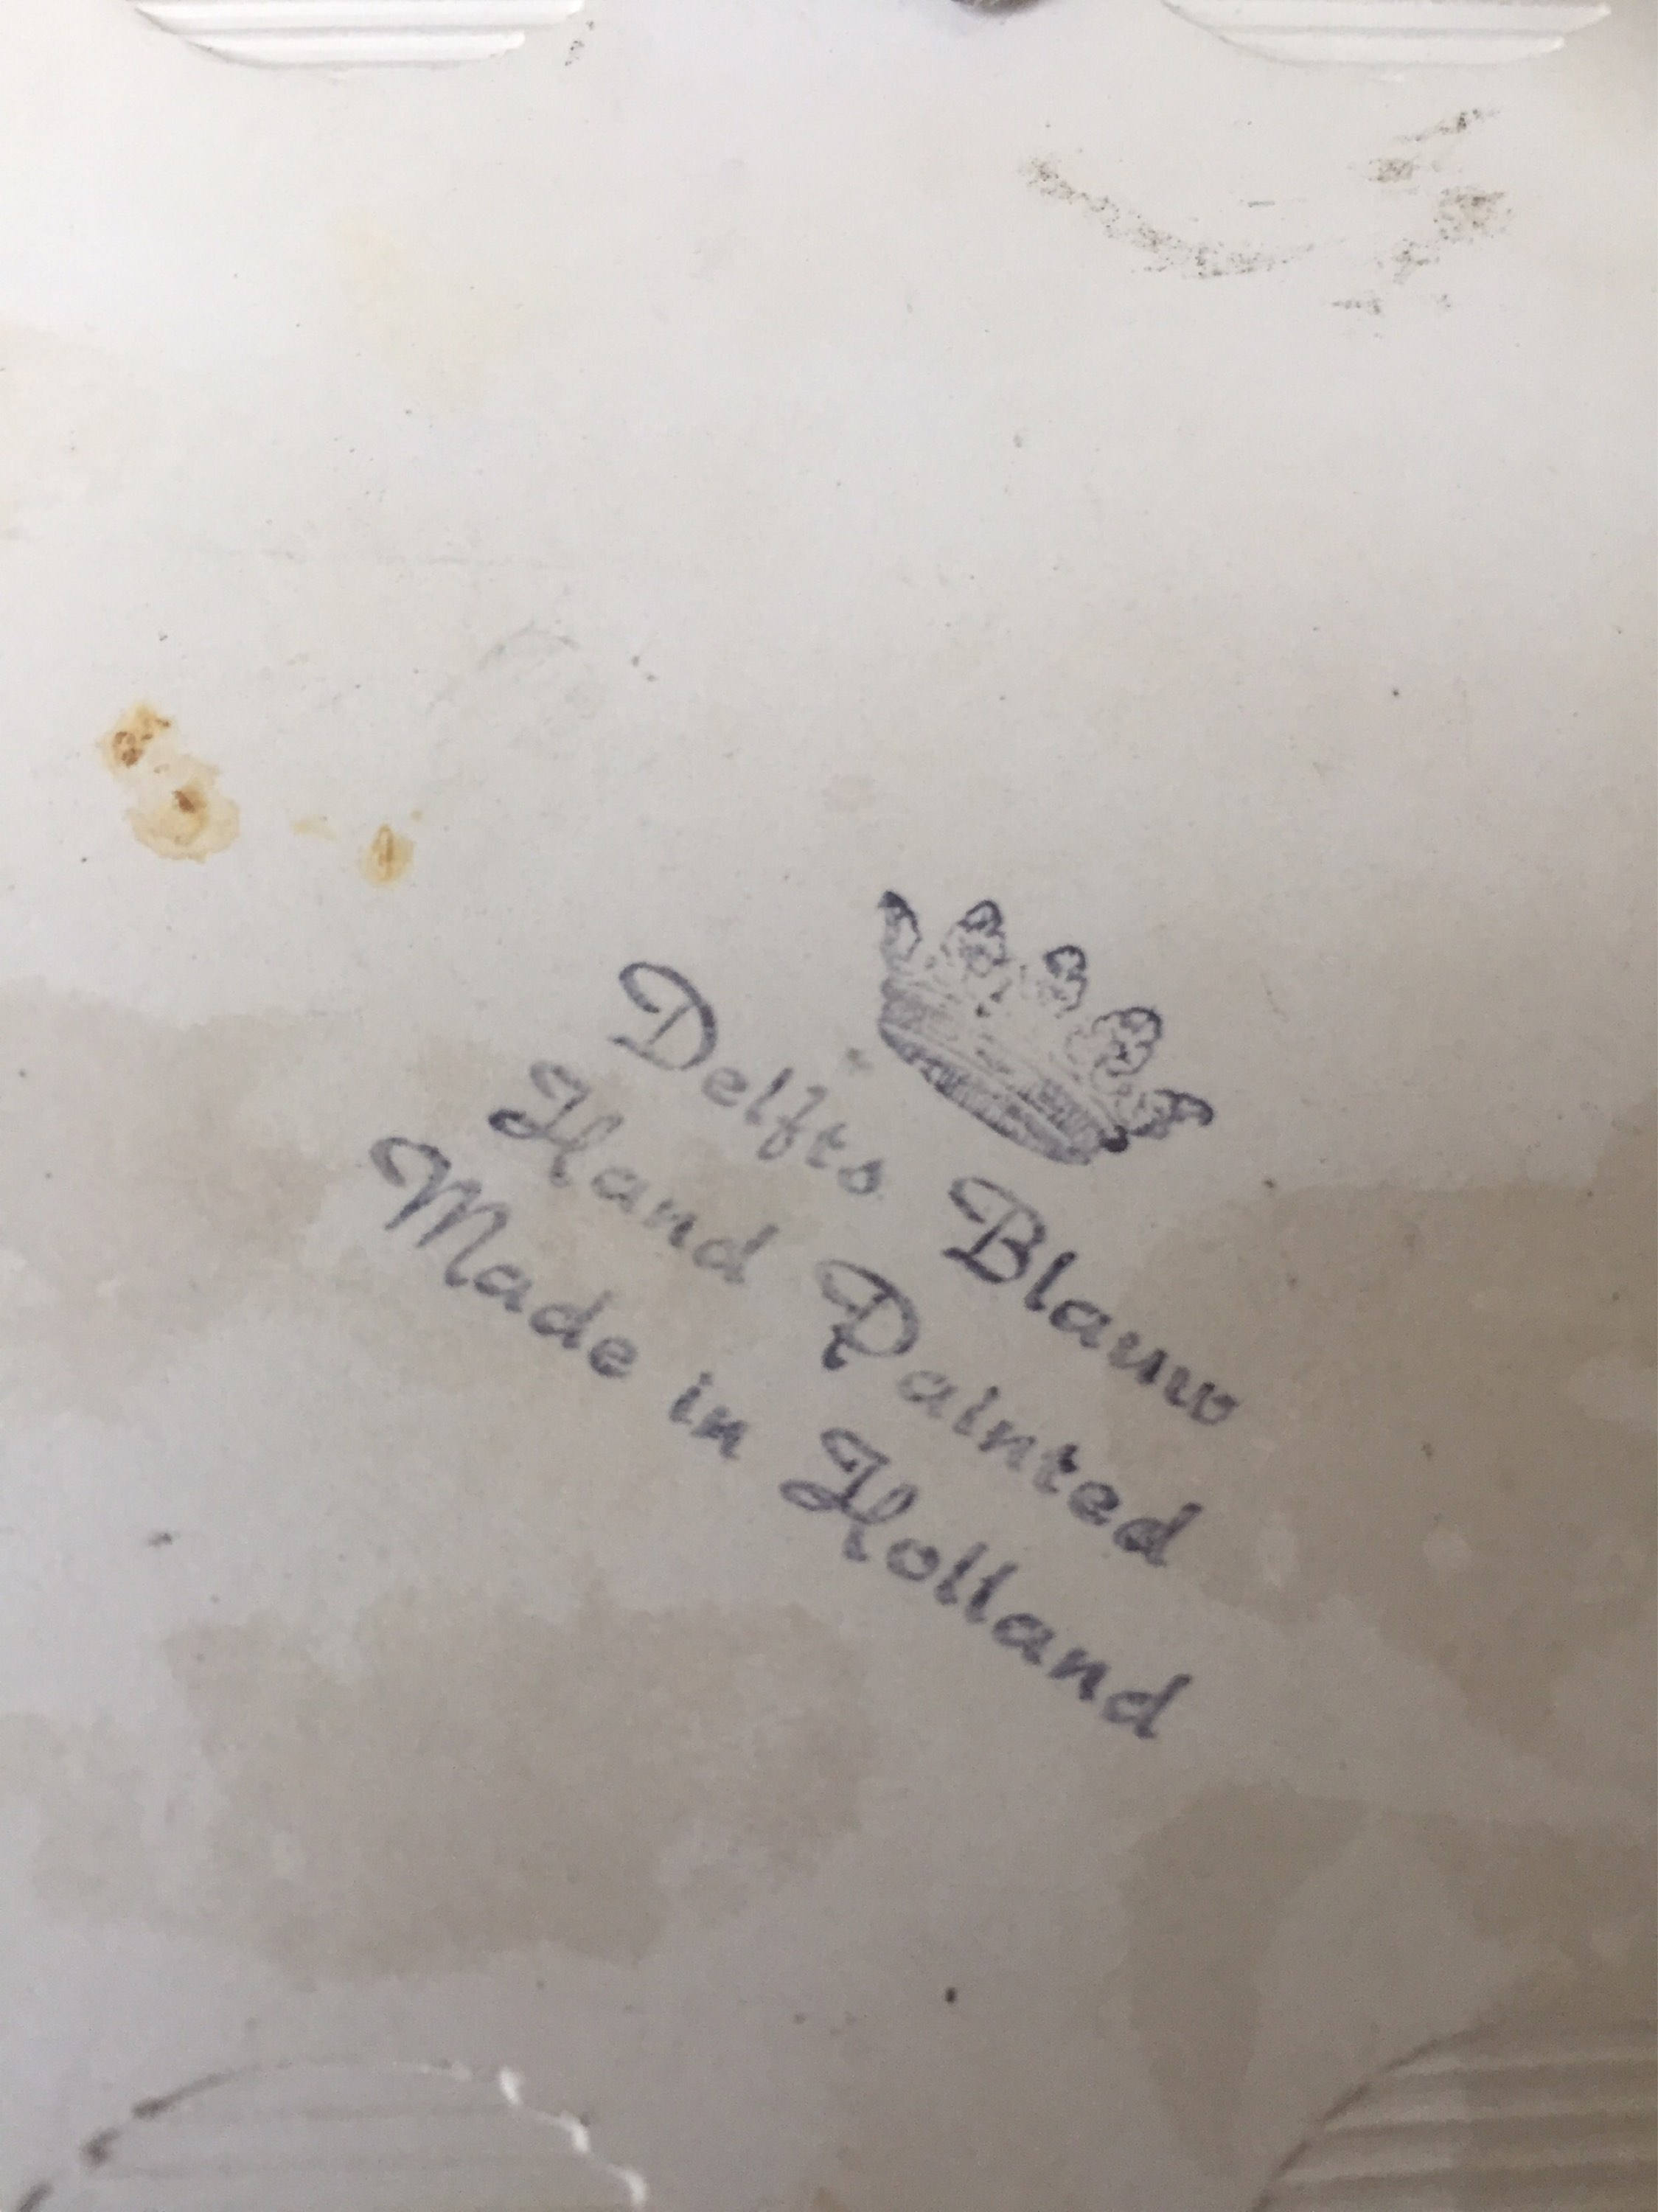 Delfts Blauw
Hand Painted
Made in Holland